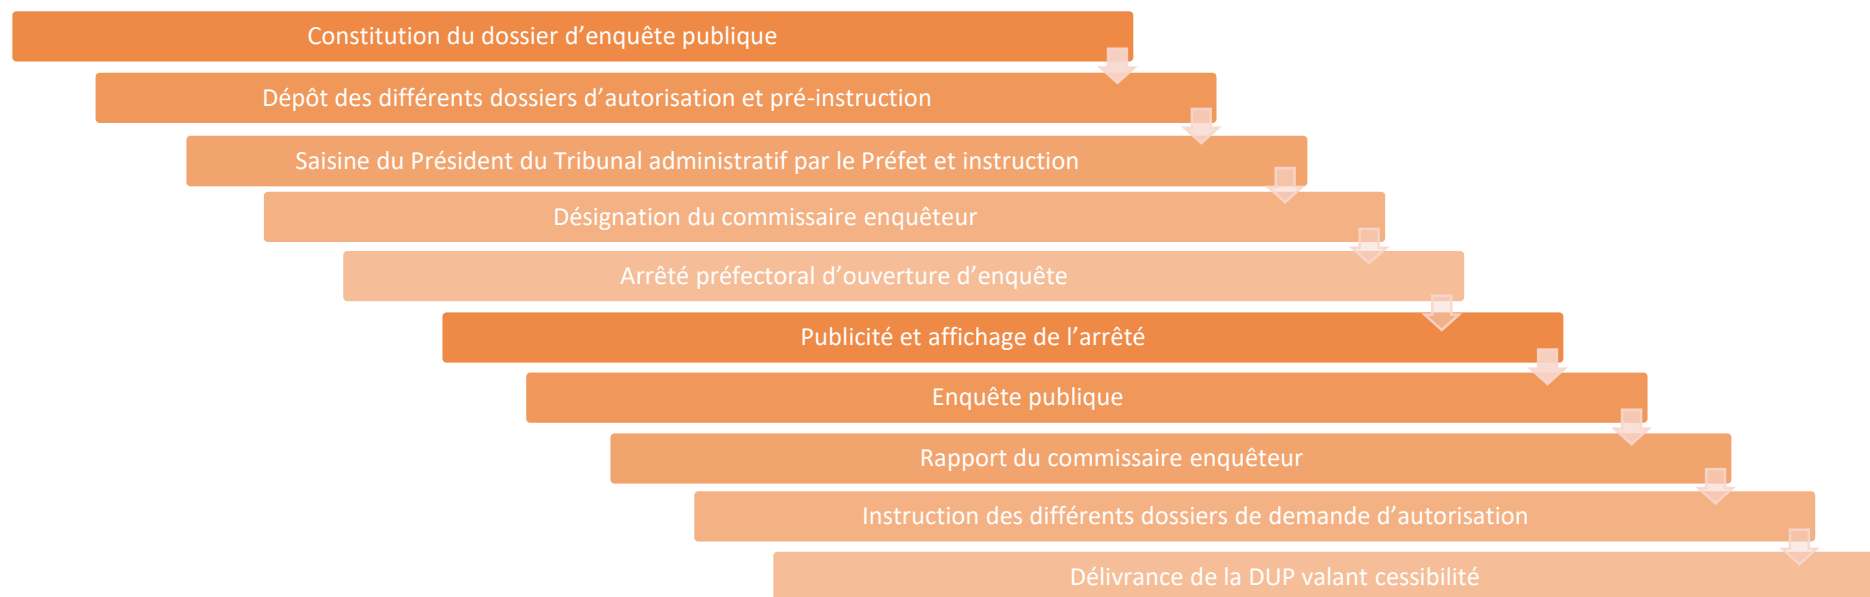 Constitution du dossier d’enquête publique
Dépôt des différents dossiers d’autorisation et pré-instruction
Saisine du Président du Tribunal administratif par le Préfet et instruction
Désignation du commissaire enquêteur
Arrêté préfectoral d’ouverture d’enquête
Publicité et affichage de l’arrêté
Enquête publique
Rapport du commissaire enquêteur
Instruction des différents dossiers de demande d’autorisation
Délivrance de la DUP valant cessibilité